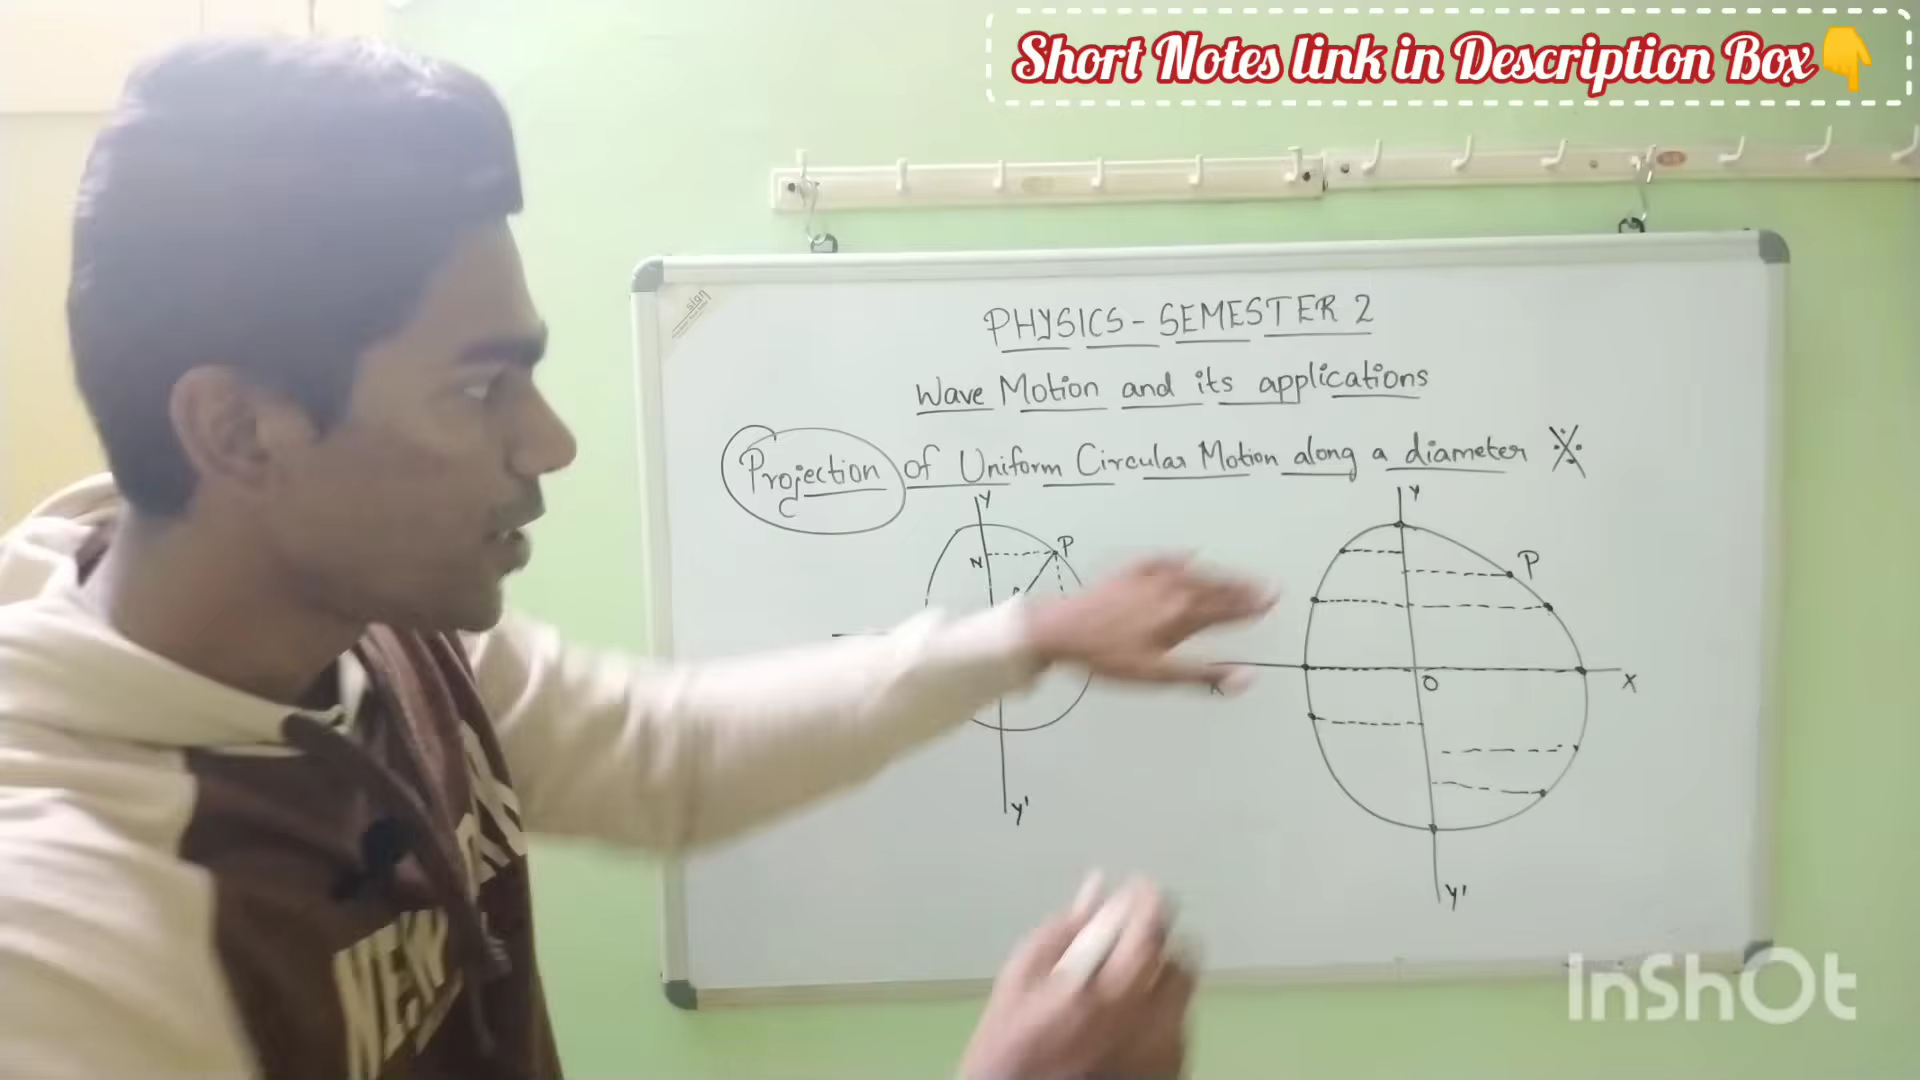 Short Notes link in Description Box
PHYSICS - SEMESTER 2
Wave Motion and its applications
Projection of Uniform Circular Motion along a diameter
Y
N
P
Y'
Y
P
O
X
Y'
NEW
InShOt